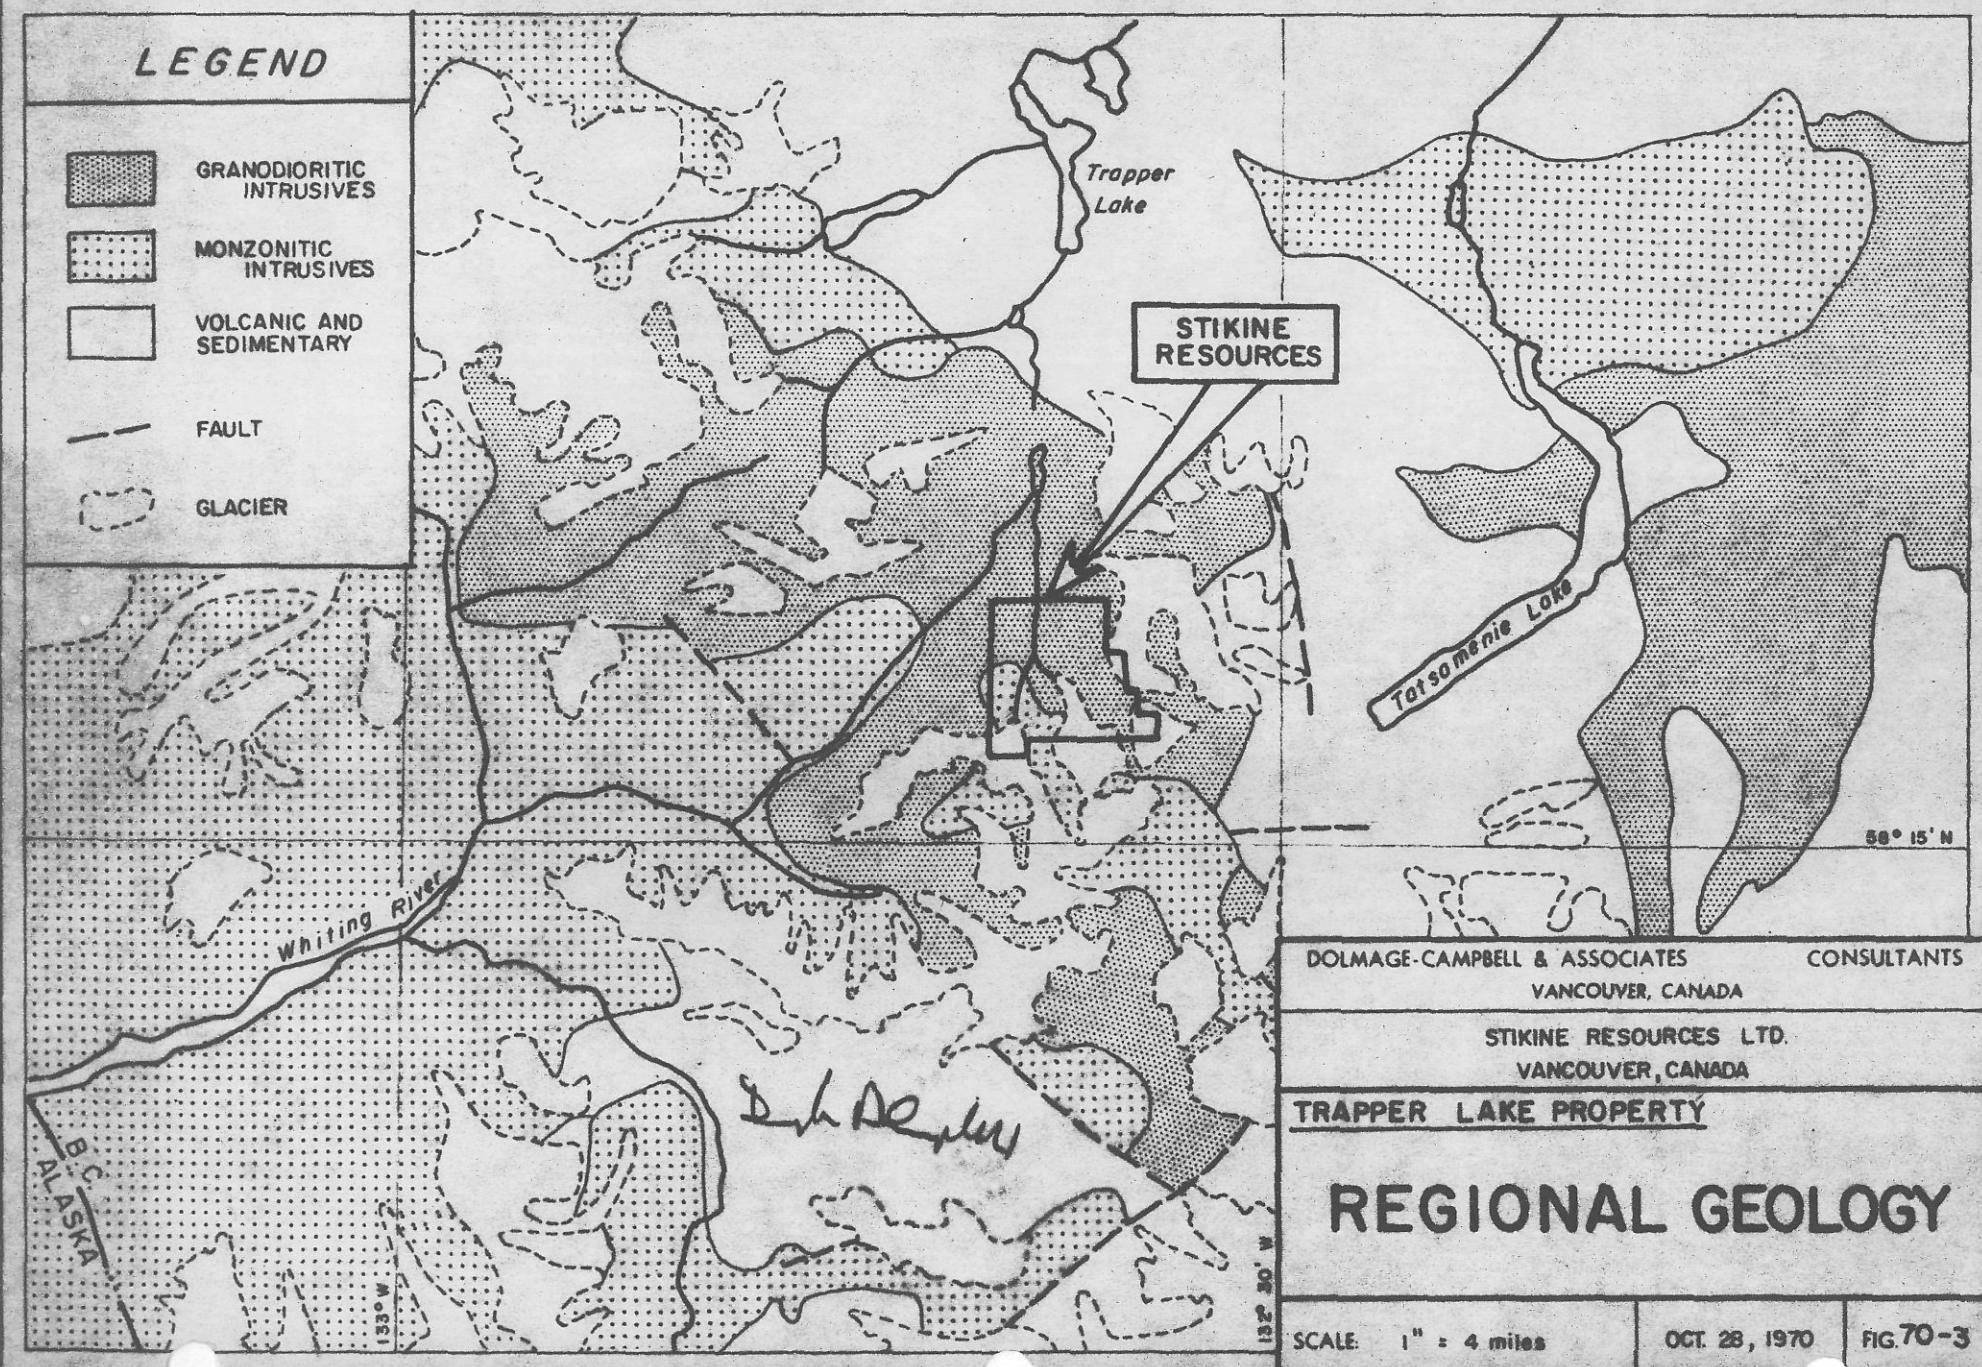 LEGEND
GRANODIORITIC
INTRUSIVES
MONZONITIC
INTRUSIVES
VOLCANIC AND
SEDIMENTARY
FAULT
GLACIER
Trapper
Lake
STIKINE
RESOURCES
Tatsamenie Lake
58° 15' N
Whiting River
B.C.
ALASKA
133° W
132° 30' W
DOLMAGE-CAMPBELL & ASSOCIATES CONSULTANTS
VANCOUVER, CANADA
STIKINE RESOURCES LTD.
VANCOUVER, CANADA
TRAPPER LAKE PROPERTY
REGIONAL GEOLOGY
SCALE: 1" = 4 miles
OCT. 28, 1970
FIG. 70-3